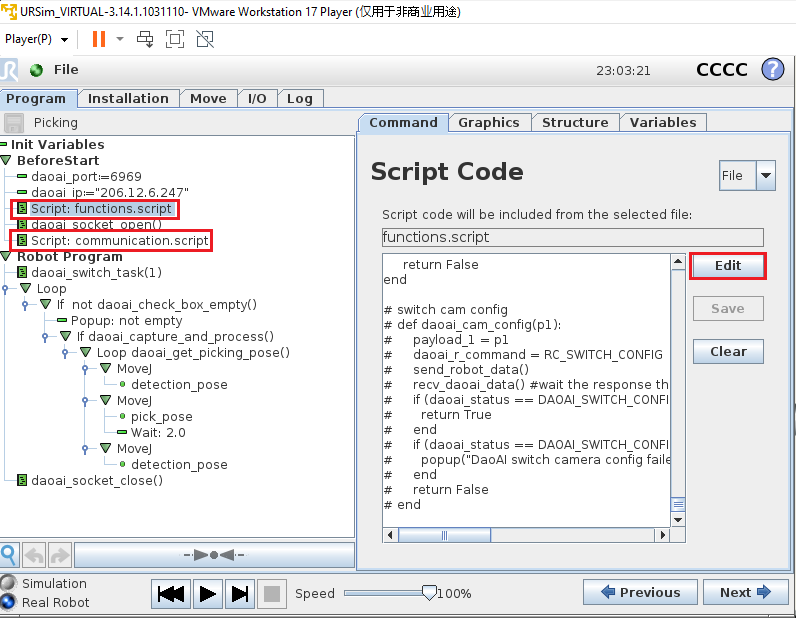 URSim_VIRTUAL-3.14.1.1031110- VMware Workstation 17 Player (仅用于非商业用途)
Player(P)
File
23:03:21
CCCC
?
Program
Installation
Move
I/O
Log
Picking
Command
Graphics
Structure
Variables
Init Variables
BeforeStart
daoai_port:=6969
daoai_ip:="206.12.6.247"
Script: functions.script
daoai_socket_open()
Script: communication.script
Robot Program
daoai_switch_task(1)
Loop
If not daoai_check_box_empty()
Popup: not empty
If daoai_capture_and_process()
Loop daoai_get_picking_pose()
MoveJ
detection_pose
MoveJ
pick_pose
Wait: 2.0
MoveJ
detection_pose
daoai_socket_close()
Script Code
File
Script code will be included from the selected file:
functions.script
return False
end
# switch cam config
# def daoai_cam_config(p1):
# payload_1 = p1
# daoai_r_command = RC_SWITCH_CONFIG
# send_robot_data()
# recv_daoai_data() #wait the response th
# if (daoai_status == DAOAI_SWITCH_CONFI
# return True
# end
# if (daoai_status == DAOAI_SWITCH_CONFI
# popup("DaoAI switch camera config faile
# end
# return False
# end
Edit
Save
Clear
Simulation
Real Robot
Speed
100%
Previous
Next